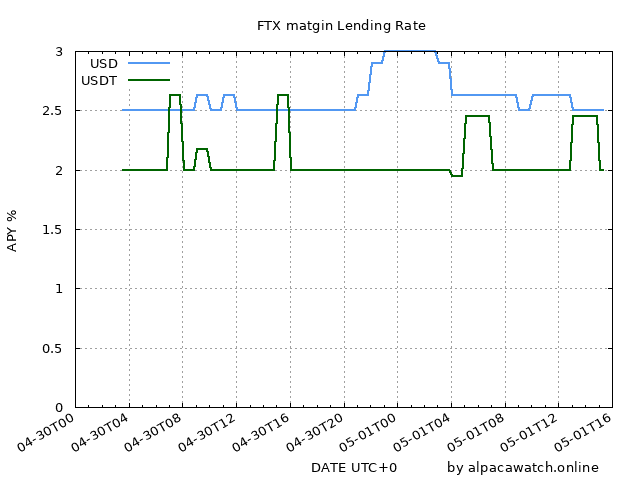 FTX matgin Lending Rate
USD
USDT
3
2.5
2
1.5
1
0.5
0
APY %
04-30T00
04-30T04
04-30T08
04-30T12
04-30T16
04-30T20
05-01T00
05-01T04
05-01T08
05-01T12
05-01T16
DATE UTC+0
by alpacawatch.online